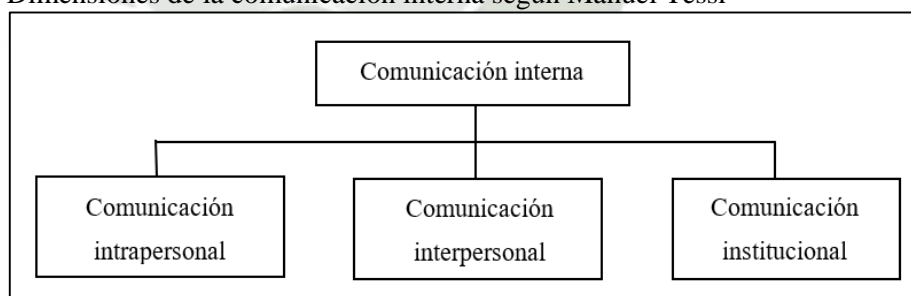 Dimensiones de la comunicación interna según Manuel Tessi
Comunicación interna
Comunicación
intrapersonal
Comunicación
interpersonal
Comunicación
institucional